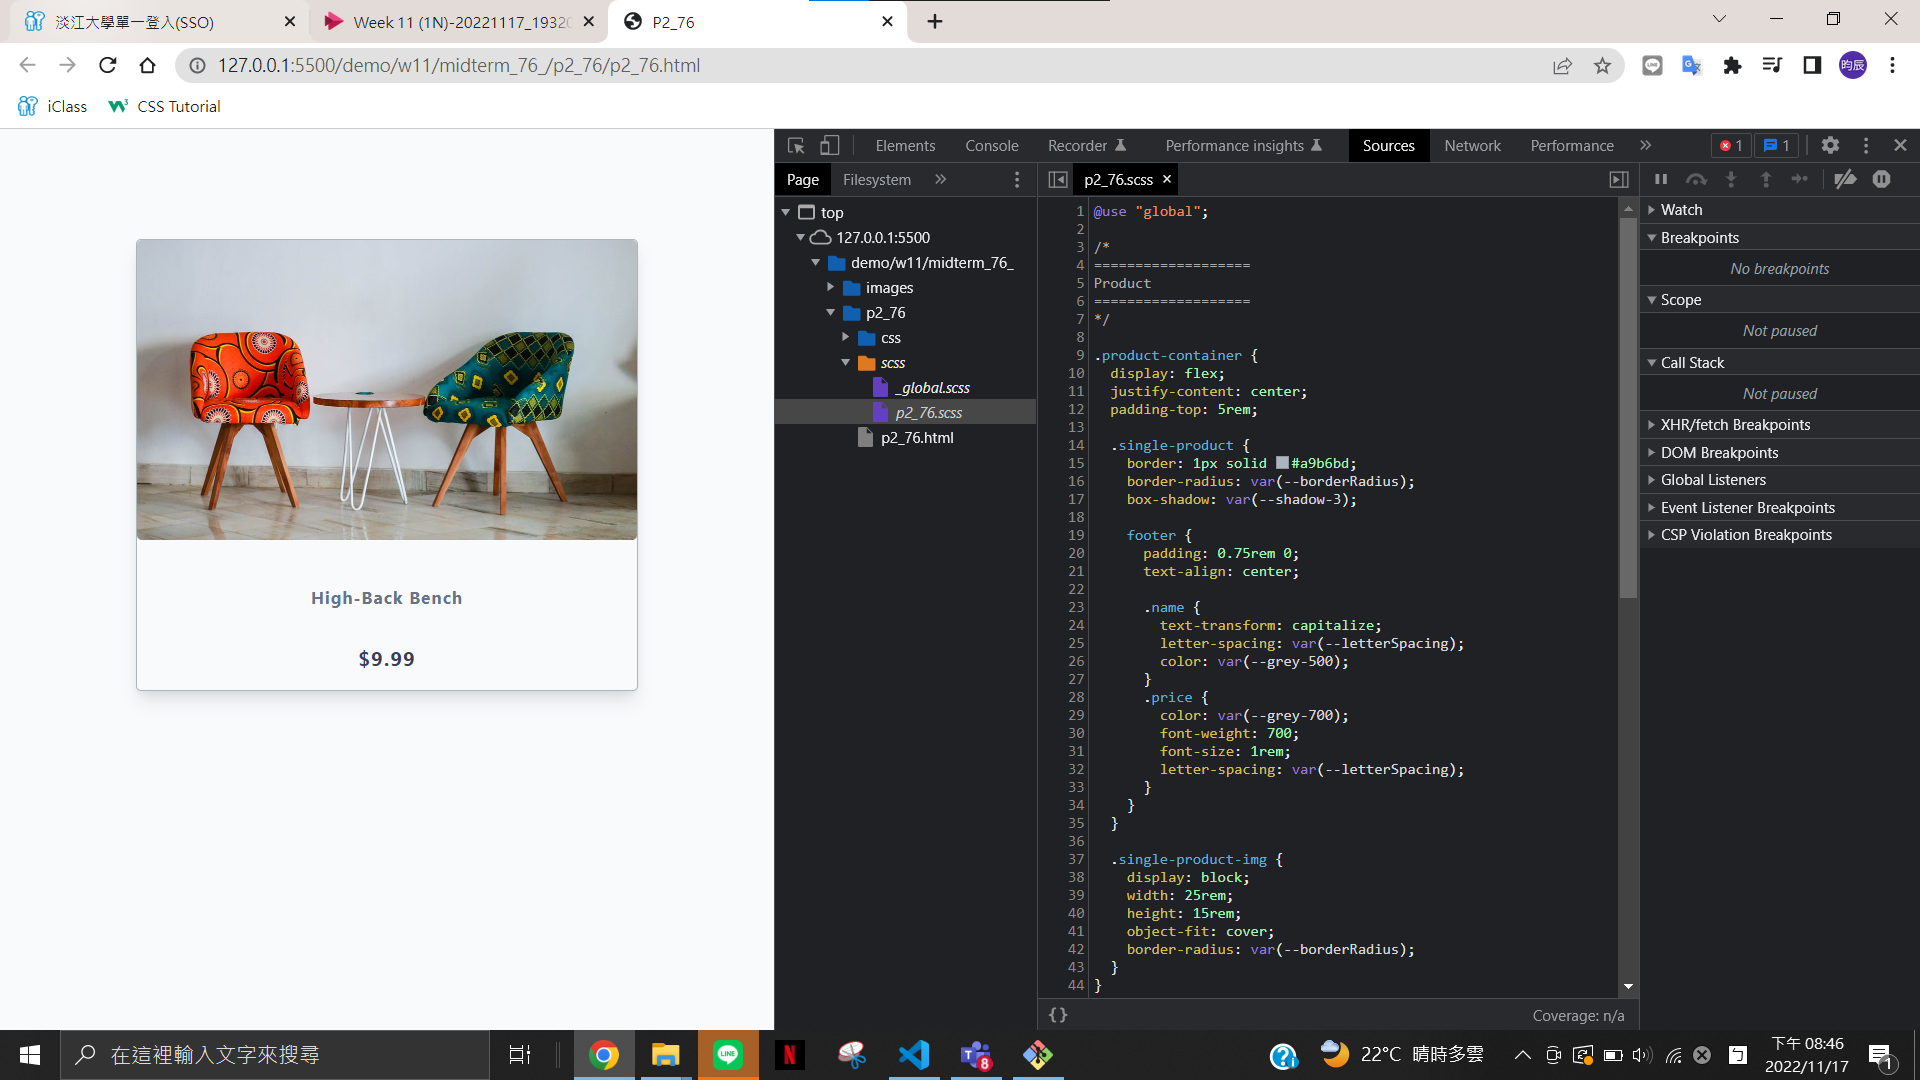 淡江大學單一登入(SSO)
Week 11 (1N)-20221117_1932
P2_76
127.0.0.1:5500/demo/w11/midterm_76_/p2_76/p2_76.html
昀辰
iClass
CSS Tutorial
High-Back Bench
$9.99
Elements
Console
Recorder
Performance insights
Sources
Network
Performance
1
1
Page
Filesystem
top
127.0.0.1:5500
demo/w11/midterm_76_
images
p2_76
css
scss
_global.scss
p2_76.scss
p2_76.html
p2_76.scss
1 @use "global";
2
3 /*
4 ===================
5 Product
6 ===================
7 */
8
9 .product-container {
10 display: flex;
11 justify-content: center;
12 padding-top: 5rem;
13
14 .single-product {
15 border: 1px solid #a9b6bd;
16 border-radius: var(--borderRadius);
17 box-shadow: var(--shadow-3);
18
19 footer {
20 padding: 0.75rem 0;
21 text-align: center;
22
23 .name {
24 text-transform: capitalize;
25 letter-spacing: var(--letterSpacing);
26 color: var(--grey-500);
27 }
28 .price {
29 color: var(--grey-700);
30 font-weight: 700;
31 font-size: 1rem;
32 letter-spacing: var(--letterSpacing);
33 }
34 }
35 }
36
37 .single-product-img {
38 display: block;
39 width: 25rem;
40 height: 15rem;
41 object-fit: cover;
42 border-radius: var(--borderRadius);
43 }
44 }
{}
Coverage: n/a
Watch
Breakpoints
No breakpoints
Scope
Not paused
Call Stack
Not paused
XHR/fetch Breakpoints
DOM Breakpoints
Global Listeners
Event Listener Breakpoints
CSP Violation Breakpoints
在這裡輸入文字來搜尋
LINE
N
8
22°C 晴時多雲
下午 08:46
2022/11/17
1